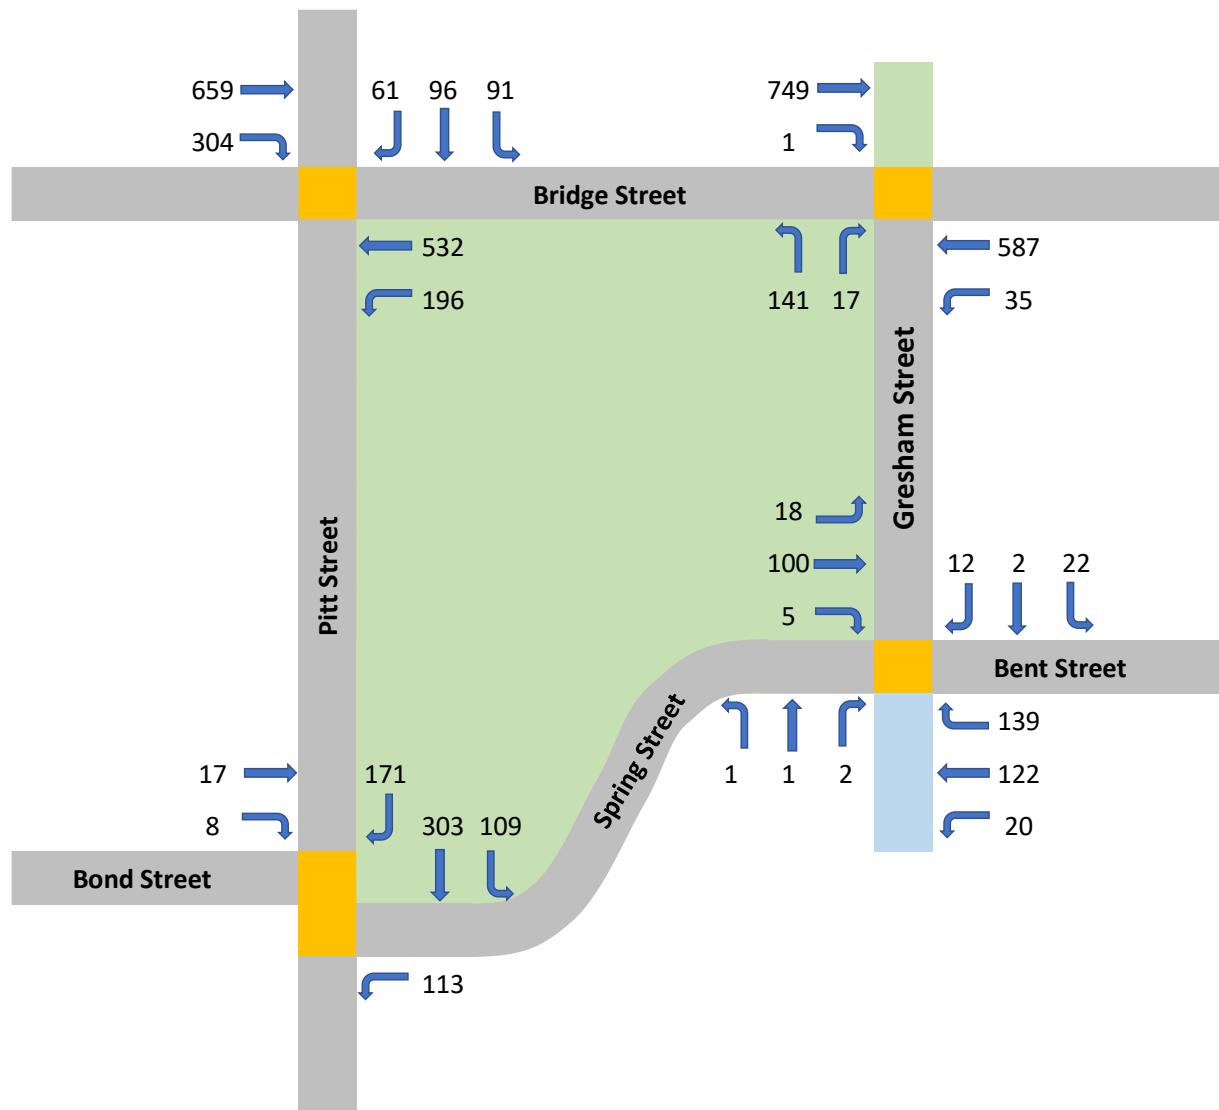 659
61 96 91
749
304
1
Bridge Street
532
587
196
141 17
35
Gresham Street
18
Pitt Street
100
12 2 22
5
Bent Street
Spring Street
139
17
171
1 1 2
122
8
303 109
20
Bond Street
113